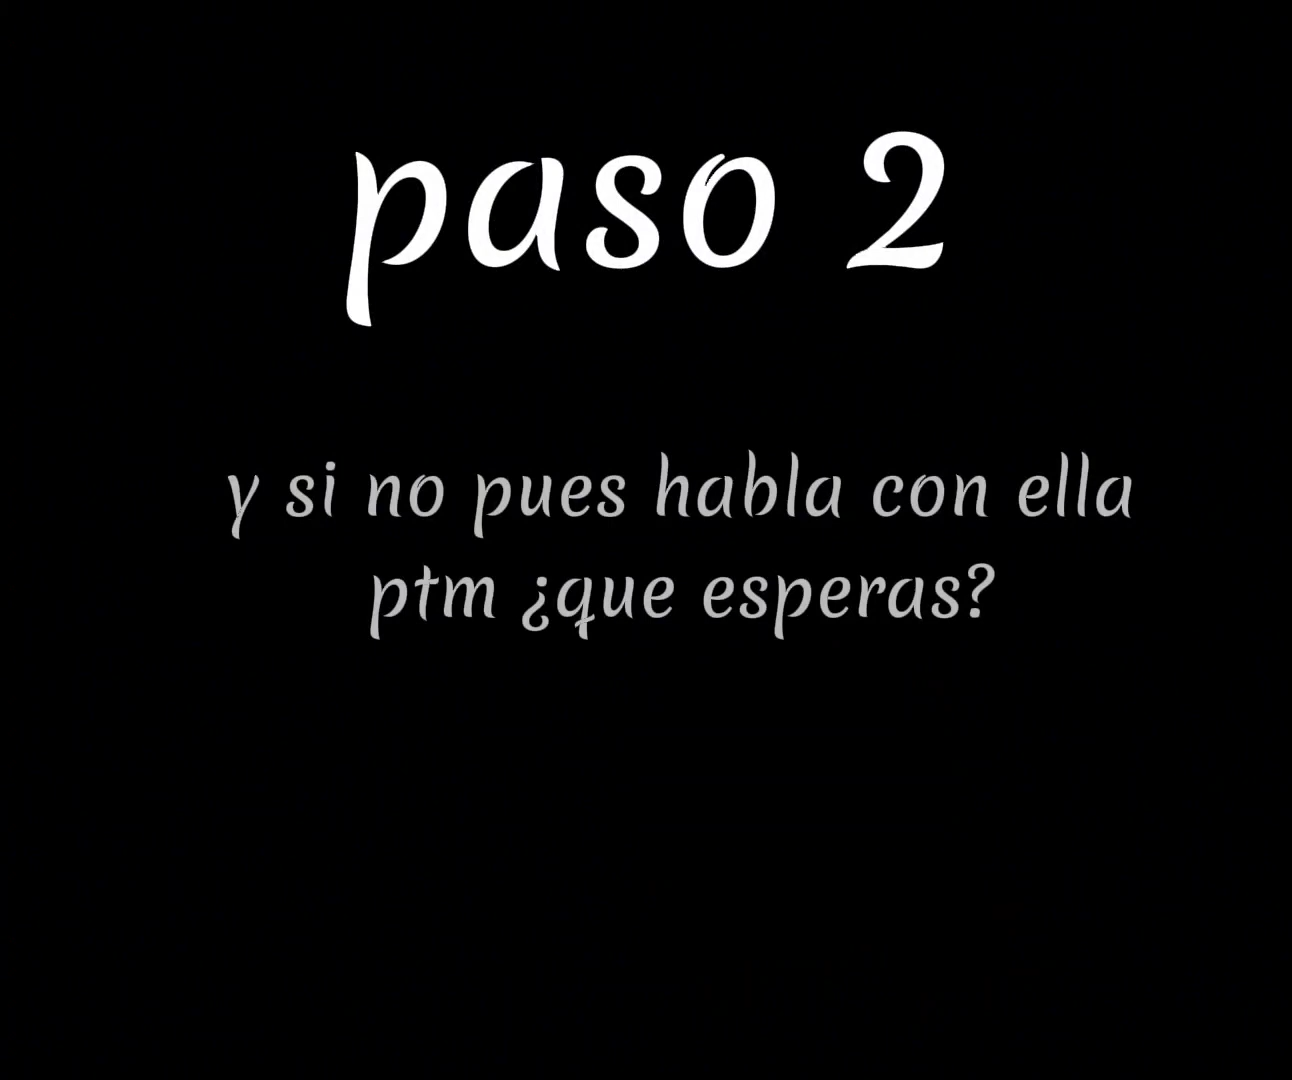 paso 2
y si no pues habla con ella
ptm ¿que esperas?